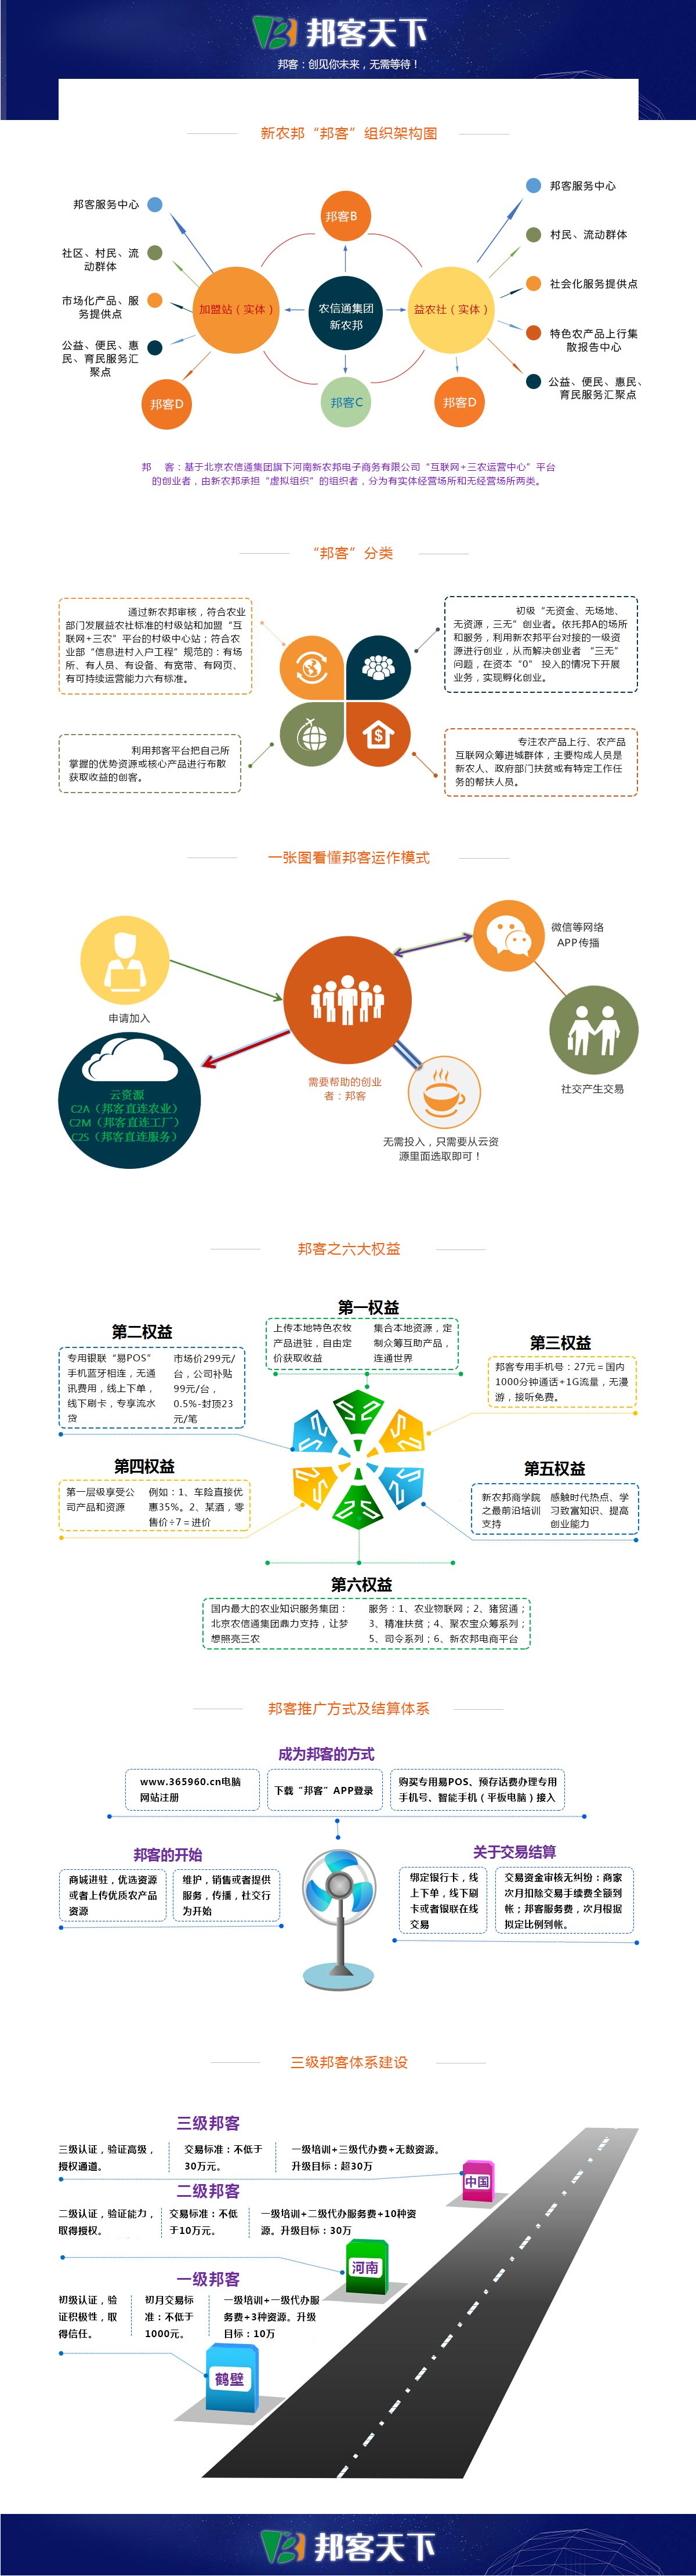 邦客天下
邦客：创见你未来，无需等待！
新农邦“邦客”组织架构图
邦客服务中心
社区、村民、流
动群体
市场化产品、服
务提供点
公益、便民、惠
民、育民服务汇
聚点
邦客D
加盟站（实体）
邦客B
农信通集团
新农邦
邦客C
益农社（实体）
邦客D
邦客服务中心
村民、流动群体
社会化服务提供点
特色农产品上行集
散报告中心
公益、便民、惠民、
育民服务汇聚点
邦 客：基于北京农信通集团旗下河南新农邦电子商务有限公司“互联网+三农运营中心”平台
的创业者，由新农邦承担“虚拟组织”的组织者，分为有实体经营场所和无经营场所两类。
“邦客”分类
通过新农邦审核，符合农业
部门发展益农社标准的村级站和加盟“互
联网+三农”平台的村级中心站；符合农
业部“信息进村入户工程”规范的：有场
所、有人员、有设备、有宽带、有网页、
有可持续运营能力六有标准。
初级“无资金、无场地、
无资源，三无”创业者。依托邦A的场所
和服务，利用新农邦平台对接的一级资
源进行创业，从而解决创业者“三无”
问题，在资本“0”投入的情况下开展
业务，实现孵化创业。
利用邦客平台把自己所
掌握的优势资源或核心产品进行布散
获取收益的创客。
专注农产品上行、农产品
互联网众筹进城群体，主要构成人员是
新农人、政府部门扶贫或有特定工作任
务的帮扶人员。
一张图看懂邦客运作模式
申请加入
云资源
C2A（邦客直连农业）
C2M（邦客直连工厂）
C2S（邦客直连服务）
需要帮助的创业
者：邦客
微信等网络
APP传播
社交产生交易
无需投入，只需要从云资
源里面选取即可！
邦客之六大权益
第一权益
上传本地特色农牧
产品进驻，自由定
价获取收益
集合本地资源，定
制众筹互助产品，
连通世界
第二权益
专用银联“易POS”
手机蓝牙相连，无通
讯费用，线上下单，
线下刷卡，专享流水
贷
市场价299元/
台，公司补贴
99元/台，
0.5%-封顶23
元/笔
第三权益
邦客专用手机号：27元＝国内
1000分钟通话+1G流量，无漫
游，接听免费。
第四权益
第一层级享受公
司产品和资源
例如：1、车险直接优
惠35%。2、某酒，零
售价÷7＝进价
第五权益
新农邦商学院
之最前沿培训
支持
感触时代热点、学
习致富知识、提高
创业能力
第六权益
国内最大的农业知识服务集团：
北京农信通集团鼎力支持，让梦
想照亮三农
服务：1、农业物联网；2、猪贸通；
3、精准扶贫；4、聚农宝众筹系列；
5、司令系列；6、新农邦电商平台
邦客推广方式及结算体系
成为邦客的方式
www.365960.cn电脑
网站注册
下载“邦客”APP登录
购买专用易POS、预存话费办理专用
手机号、智能手机（平板电脑）接入
邦客的开始
商城进驻，优选资源
或者上传优质农产品
资源
维护，销售或者提供
服务，传播，社交行
为开始
关于交易结算
绑定银行卡，线
上下单，线下刷
卡或者银联在线
交易
交易资金审核无纠纷：商家
次月扣除交易手续费全额到
帐；邦客服务费，次月根据
拟定比例到帐。
三级邦客体系建设
三级邦客
三级认证，验证高级，
授权通道。
交易标准：不低于
30万元。
一级培训+三级代办费+无数资源。
升级目标：超30万
中国
二级邦客
二级认证，验证能力，
取得授权。
交易标准：不低
于10万元。
一级培训+二级代办服务费+10种资
源。升级目标：30万
河南
一级邦客
初级认证，验
证积极性，取
得信任。
初月交易标
准：不低于
1000元。
一级培训+一级代办服
务费+3种资源。升级
目标：10万
鹤壁
邦客天下